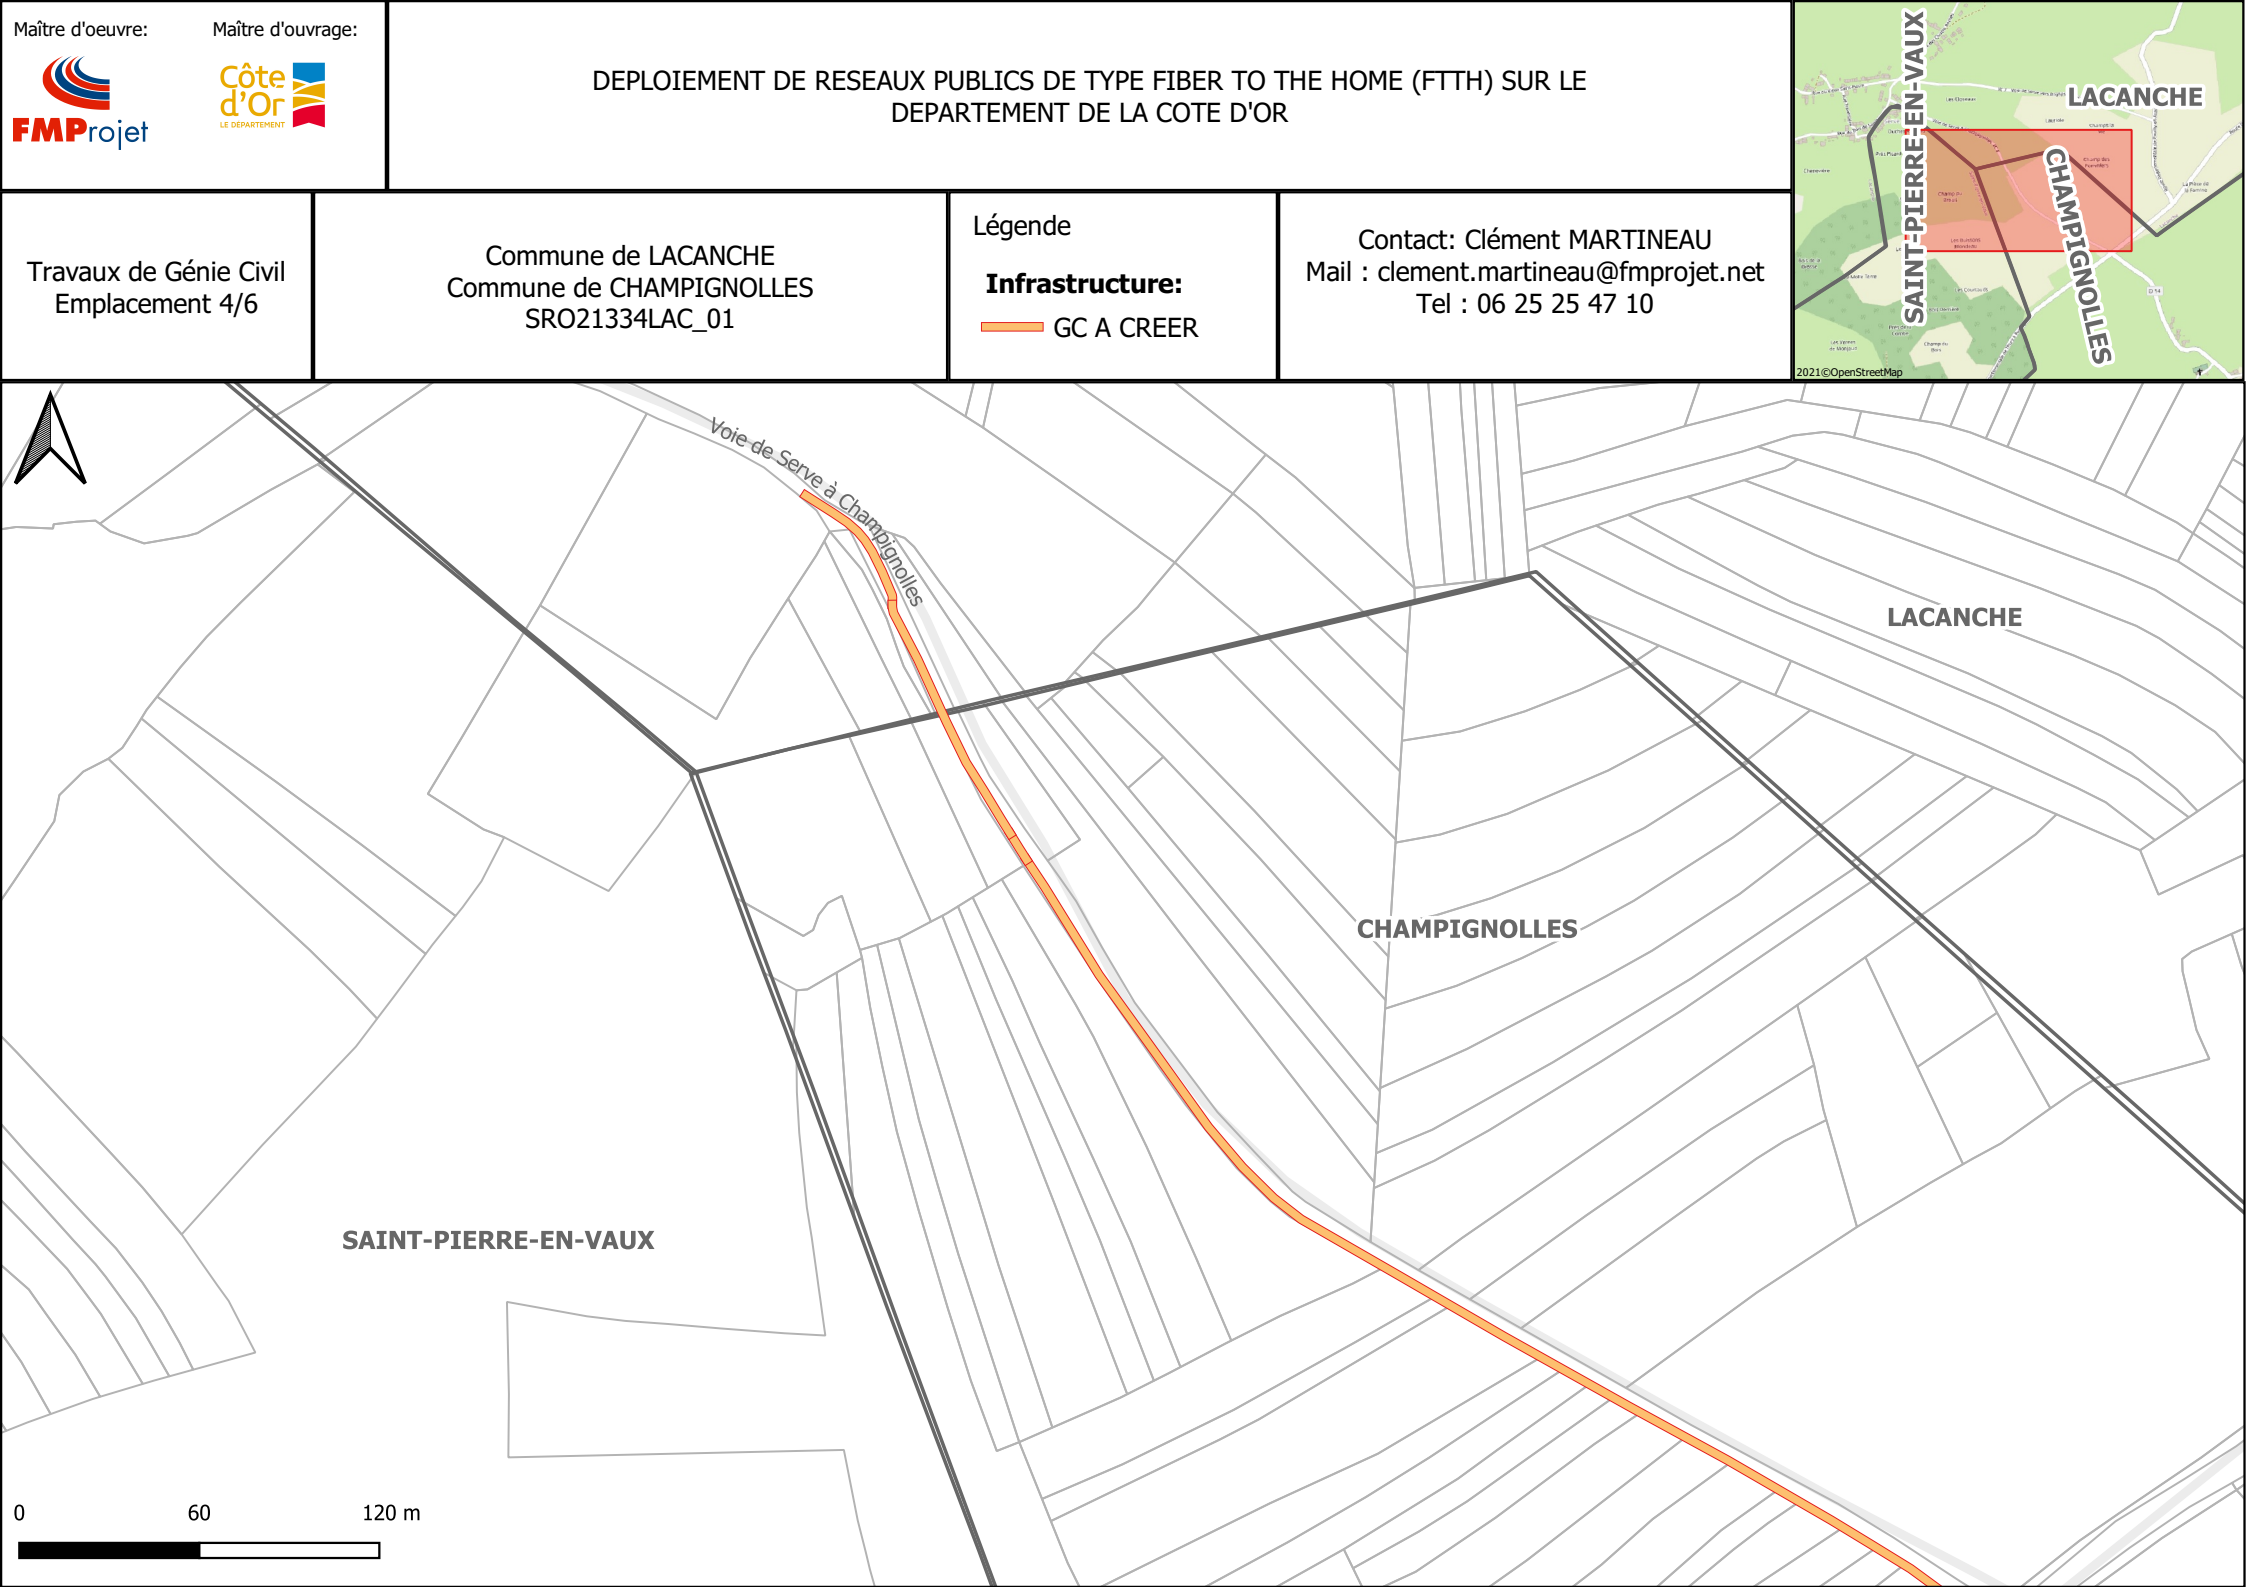 Maître d'oeuvre:
Maître d'ouvrage:
FMProjet
Côte
d'Or
LE DÉPARTEMENT
DEPLOIEMENT DE RESEAUX PUBLICS DE TYPE FIBER TO THE HOME (FTTH) SUR LE
DEPARTEMENT DE LA COTE D'OR
Travaux de Génie Civil
Emplacement 4/6
Commune de LACANCHE
Commune de CHAMPIGNOLLES
SRO21334LAC_01
Légende
Infrastructure:
GC A CREER
Contact: Clément MARTINEAU
Mail : clement.martineau@fmprojet.net
Tel : 06 25 25 47 10
SAINT-PIERRE-EN-VAUX
LACANCHE
CHAMPIGNOLLES
D 14
2021©OpenStreetMap
Voie de Serve à Champignolles
LACANCHE
CHAMPIGNOLLES
SAINT-PIERRE-EN-VAUX
0 60 120 m